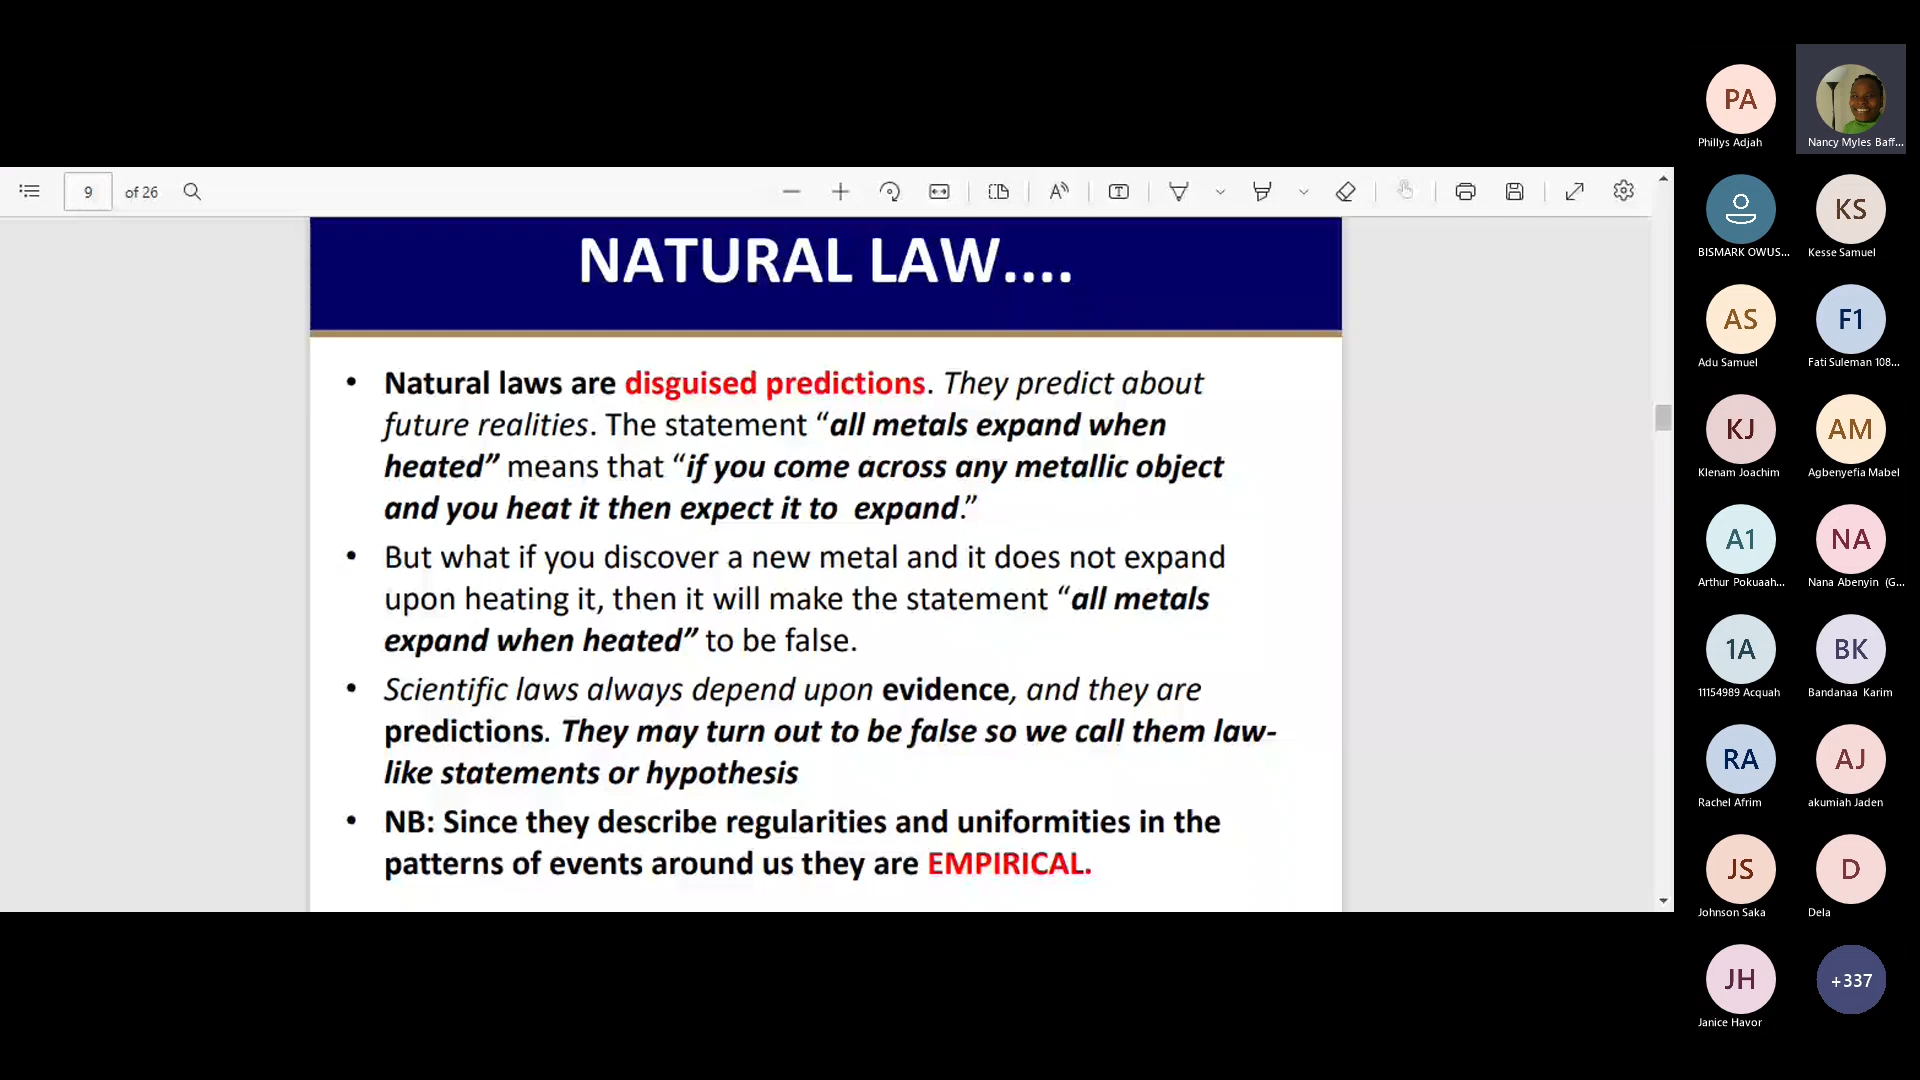 PA
Phillys Adjah
Nancy Myles Baff...
9 of 26
NATURAL LAW....
• Natural laws are disguised predictions. They predict about
future realities. The statement “all metals expand when
heated” means that “if you come across any metallic object
and you heat it then expect it to expand.”
• But what if you discover a new metal and it does not expand
upon heating it, then it will make the statement “all metals
expand when heated” to be false.
• Scientific laws always depend upon evidence, and they are
predictions. They may turn out to be false so we call them law-
like statements or hypothesis
• NB: Since they describe regularities and uniformities in the
patterns of events around us they are EMPIRICAL.
BISMARK OWUS...
KS
Kesse Samuel
AS
Adu Samuel
F1
Fati Suleman 108...
KJ
Klenam Joachim
AM
Agbenyefia Mabel
A1
Arthur Pokuaah...
NA
Nana Abenyin (G...
1A
11154989 Acquah
BK
Bandanaa Karim
RA
Rachel Afrim
AJ
akumiah Jaden
JS
Johnson Saka
D
Dela
JH
Janice Havor
+337